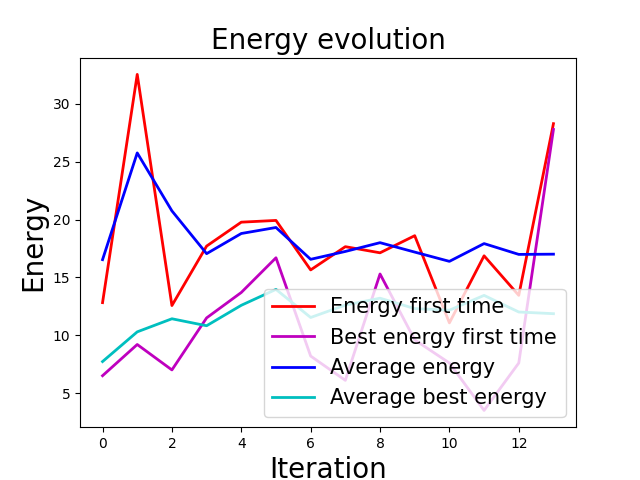 Energy evolution
Energy
30
25
20
15
10
5
Energy first time
Best energy first time
Average energy
Average best energy
0 2 4 6 8 10 12
Iteration